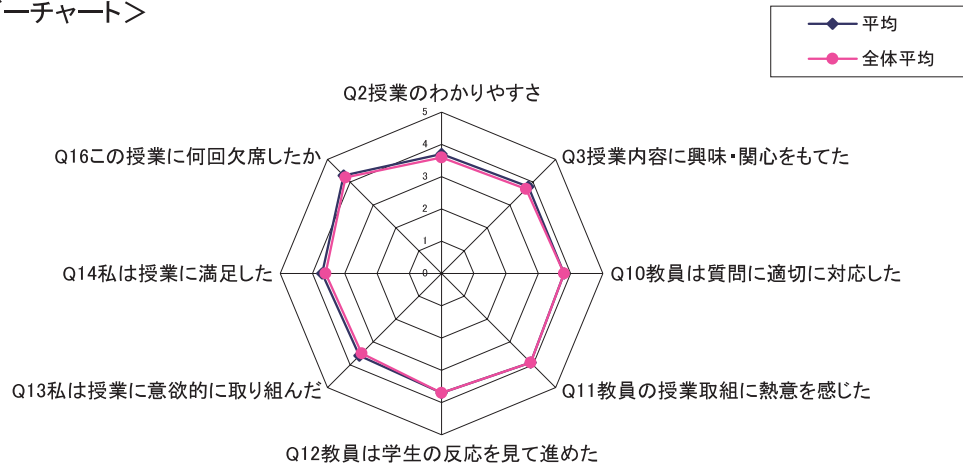 ーチャート＞
平均
全体平均
Q2授業のわかりやすさ
Q3授業内容に興味・関心をもてた
Q10教員は質問に適切に対応した
Q11教員の授業取組に熱意を感じた
Q12教員は学生の反応を見て進めた
Q13私は授業に意欲的に取り組んだ
Q14私は授業に満足した
Q16この授業に何回欠席したか
5
4
3
2
1
0